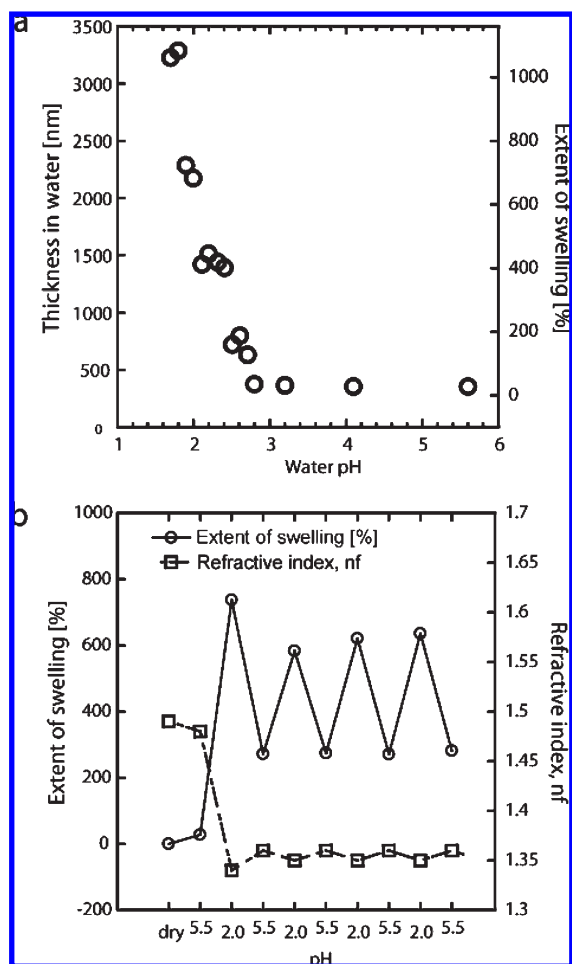 a
3500
3000
2500
2000
1500
1000
500
0
Thickness in water [nm]
1000
800
600
400
200
0
Extent of swelling [%]
1 2 3 4 5 6
Water pH
b
1000
800
600
400
200
0
-200
Extent of swelling [%]
Extent of swelling [%]
Refractive index, nf
1.7
1.6
1.55
1.5
1.45
1.4
1.35
1.3
Refractive index, nf
dry 5.5 2.0 5.5 2.0 5.5 2.0 5.5 2.0 5.5
pH